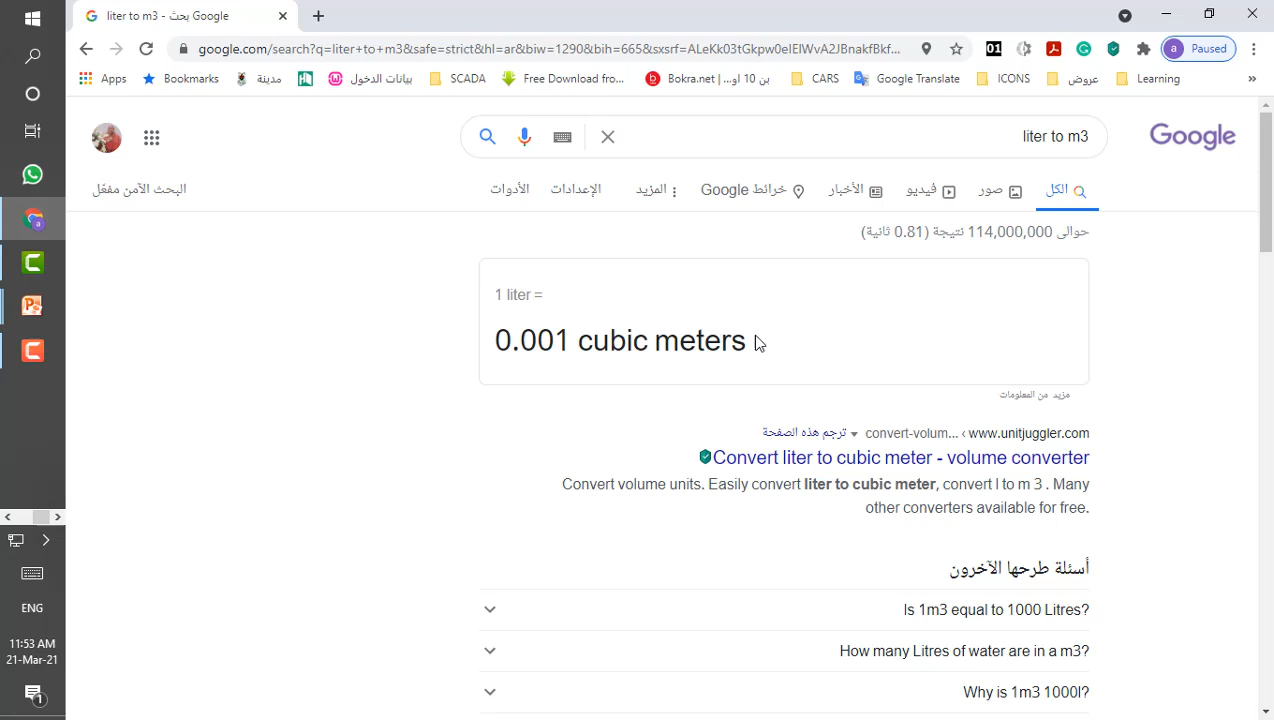 liter to m3 - بحث Google
google.com/search?q=liter+to+m3&safe=strict&hl=ar&biw=1290&bih=665&sxsrf=ALeKk03tGkpw0eIElWvA2JBnakfBkf...
01
a Paused
Apps Bookmarks مدينة بيانات الدخول SCADA Free Download fro... Bokra.net | ...بن 10 او CARS Google Translate ICONS عروض Learning »
liter to m3
Google
الكل صور فيديو الأخبار خرائط Google المزيد الإعدادات الأدوات البحث الآمن مفعّل
حوالى 114,000,000 نتيجة (0.81 ثانية)
1 liter =
0.001 cubic meters
مزيد من المعلومات
www.unitjuggler.com › convert-volum... ترجم هذه الصفحة
Convert liter to cubic meter - volume converter
Convert volume units. Easily convert liter to cubic meter, convert l to m 3 . Many
other converters available for free.
أسئلة طرحها الآخرون
Is 1m3 equal to 1000 Litres?
How many Litres of water are in a m3?
Why is 1m3 1000l?
ENG
11:53 AM
21-Mar-21
1